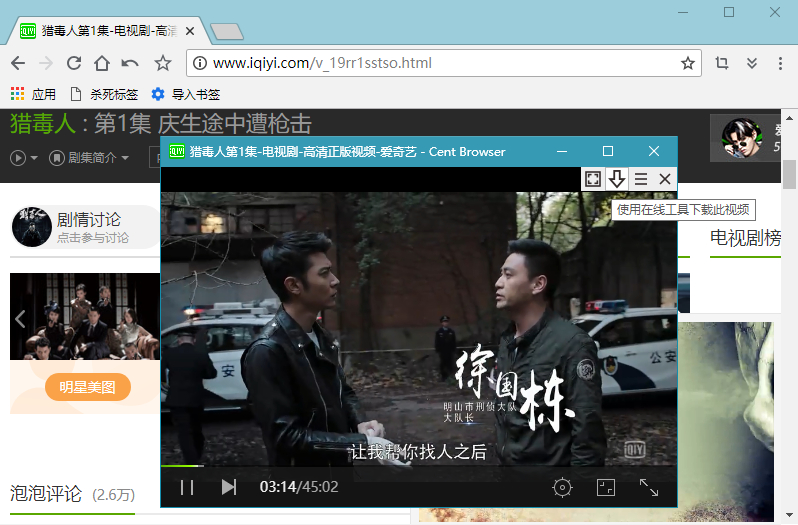 猎毒人第1集-电视剧-高清
www.iqiyi.com/v_19rr1sstso.html
应用
杀死标签
导入书签
猎毒人 : 第1集 庆生途中遭枪击
剧集简介
猎毒人第1集-电视剧-高清正版视频-爱奇艺 - Cent Browser
使用在线工具下载此视频
剧情讨论
点击参与讨论
电视剧榜
明星美图
公安
徐国栋
明山市刑侦大队
大队长
让我帮你找人之后
iQIYI
03:14/45:02
泡泡评论 (2.6万)